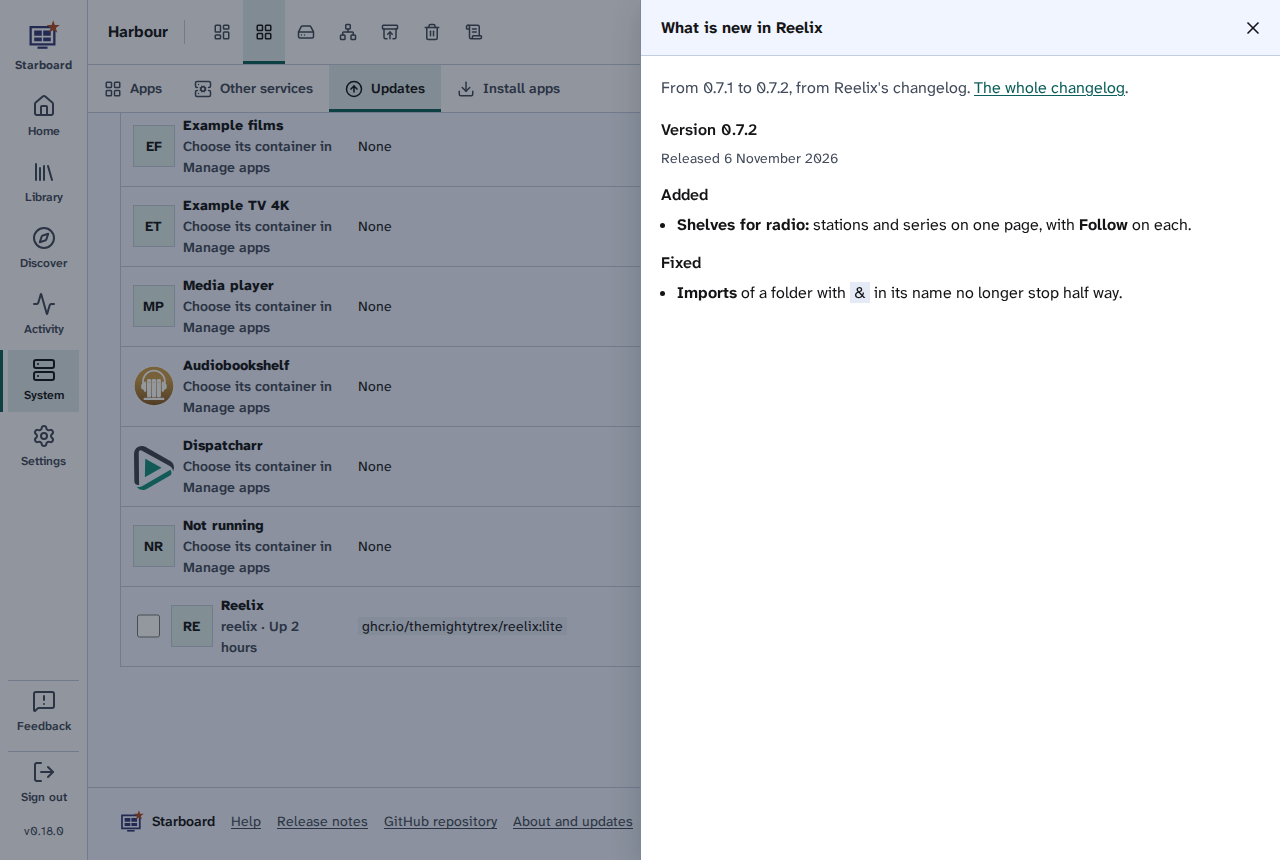 Starboard
Home
Library
Discover
Activity
System
Settings
Feedback
Sign out
v0.18.0
Harbour
Apps
Other services
Updates
Install apps
EF
Example films
Choose its container in
Manage apps
None
ET
Example TV 4K
Choose its container in
Manage apps
None
MP
Media player
Choose its container in
Manage apps
None
Audiobookshelf
Choose its container in
Manage apps
None
Dispatcharr
Choose its container in
Manage apps
None
NR
Not running
Choose its container in
Manage apps
None
RE
Reelix
reelix · Up 2
hours
ghcr.io/themightytrex/reelix:lite
Starboard Help Release notes GitHub repository About and updates
What is new in Reelix
From 0.7.1 to 0.7.2, from Reelix's changelog. The whole changelog.
Version 0.7.2
Released 6 November 2026
Added
• Shelves for radio: stations and series on one page, with Follow on each.
Fixed
• Imports of a folder with & in its name no longer stop half way.